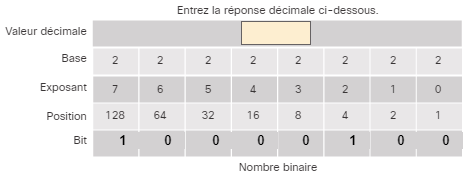 Entrez la réponse décimale ci-dessous.
Valeur décimale
Base 2 2 2 2 2 2 2 2
Exposant 7 6 5 4 3 2 1 0
Position 128 64 32 16 8 4 2 1
Bit 1 0 0 0 0 1 0 0
Nombre binaire